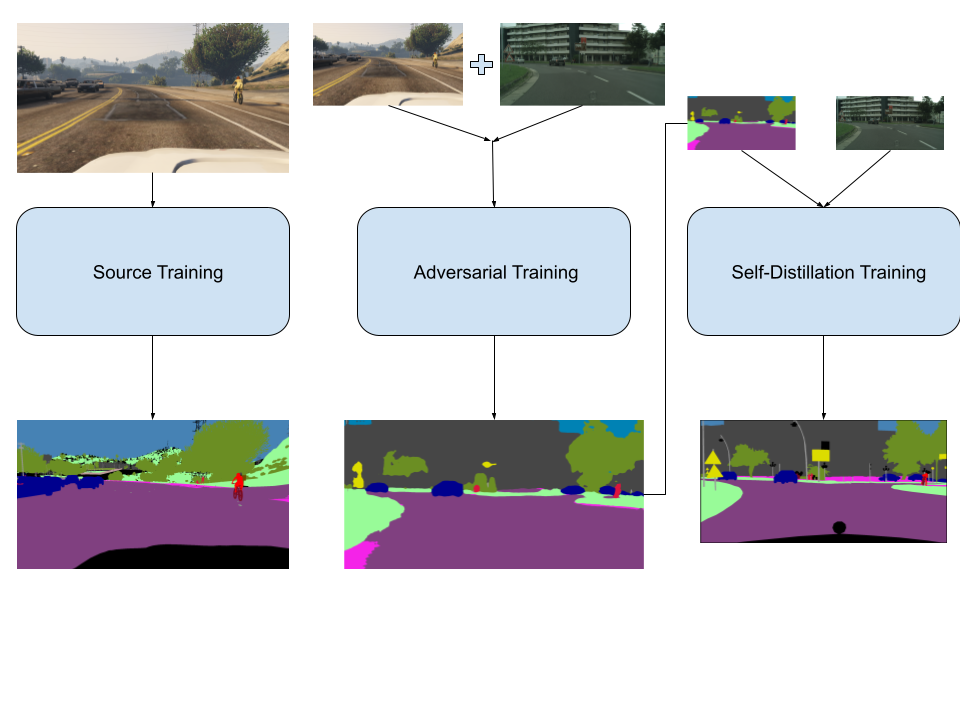 Source Training
Adversarial Training
Self-Distillation Training